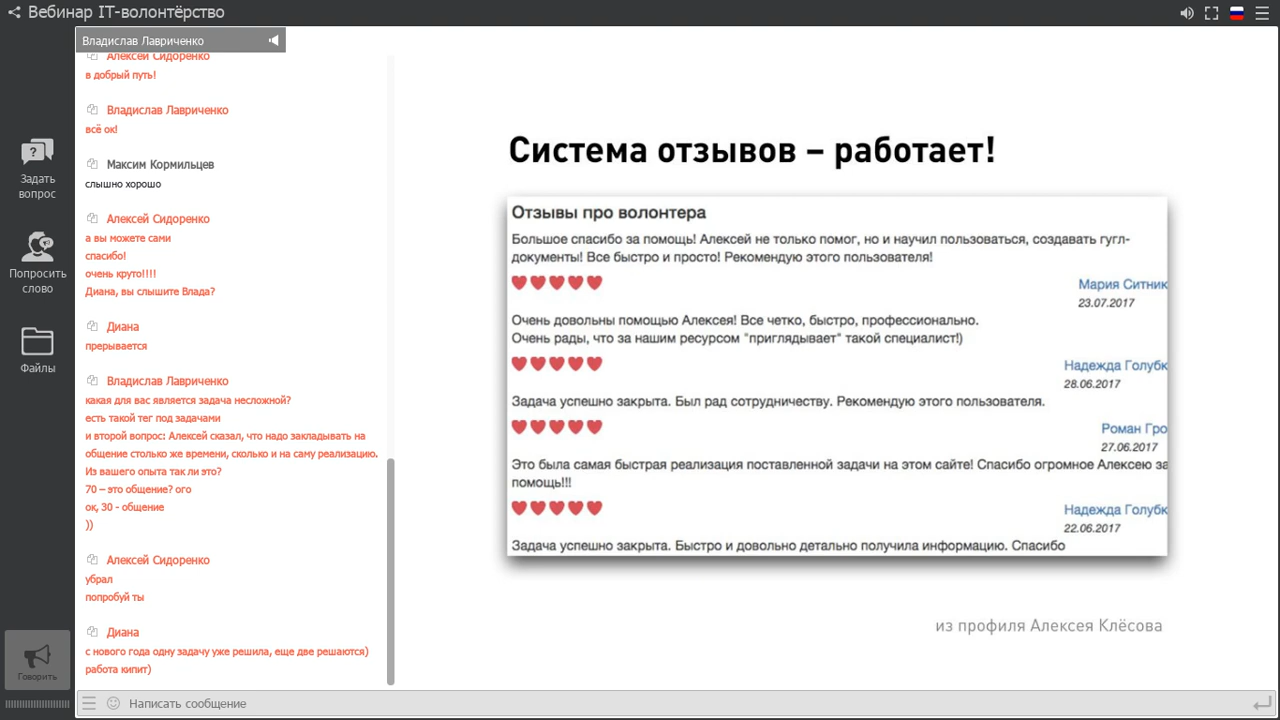 Вебинар IT-волонтёрство
Владислав Лавриченко
Задать
вопрос
Попросить
слово
Файлы
Говорить
Алексей Сидоренко
в добрый путь!
Владислав Лавриченко
всё ок!
Максим Кормильцев
слышно хорошо
Алексей Сидоренко
а вы можете сами
спасибо!
очень круто!!!!
Диана, вы слышите Влада?
Диана
прерывается
Владислав Лавриченко
какая для вас является задача несложной?
есть такой тег под задачами
и второй вопрос: Алексей сказал, что надо закладывать на
общение столько же времени, сколько и на саму реализацию.
Из вашего опыта так ли это?
70 – это общение? ого
ок, 30 - общение
))
Алексей Сидоренко
убрал
попробуй ты
Диана
с нового года одну задачу уже решила, еще две решаются)
работа кипит)
Написать сообщение
Система отзывов – работает!
Отзывы про волонтера
Большое спасибо за помощь! Алексей не только помог, но и научил пользоваться, создавать гугл-
документы! Все быстро и просто! Рекомендую этого пользователя!
Мария Ситник
23.07.2017
Очень довольны помощью Алексея! Все четко, быстро, профессионально.
Очень рады, что за нашим ресурсом "приглядывает" такой специалист!)
Надежда Голубк
28.06.2017
Задача успешно закрыта. Был рад сотрудничеству. Рекомендую этого пользователя.
Роман Гро
27.06.2017
Это была самая быстрая реализация поставленной задачи на этом сайте! Спасибо огромное Алексею за
помощь!!!
Надежда Голубк
22.06.2017
Задача успешно закрыта. Быстро и довольно детально получила информацию. Спасибо
из профиля Алексея Клёсова